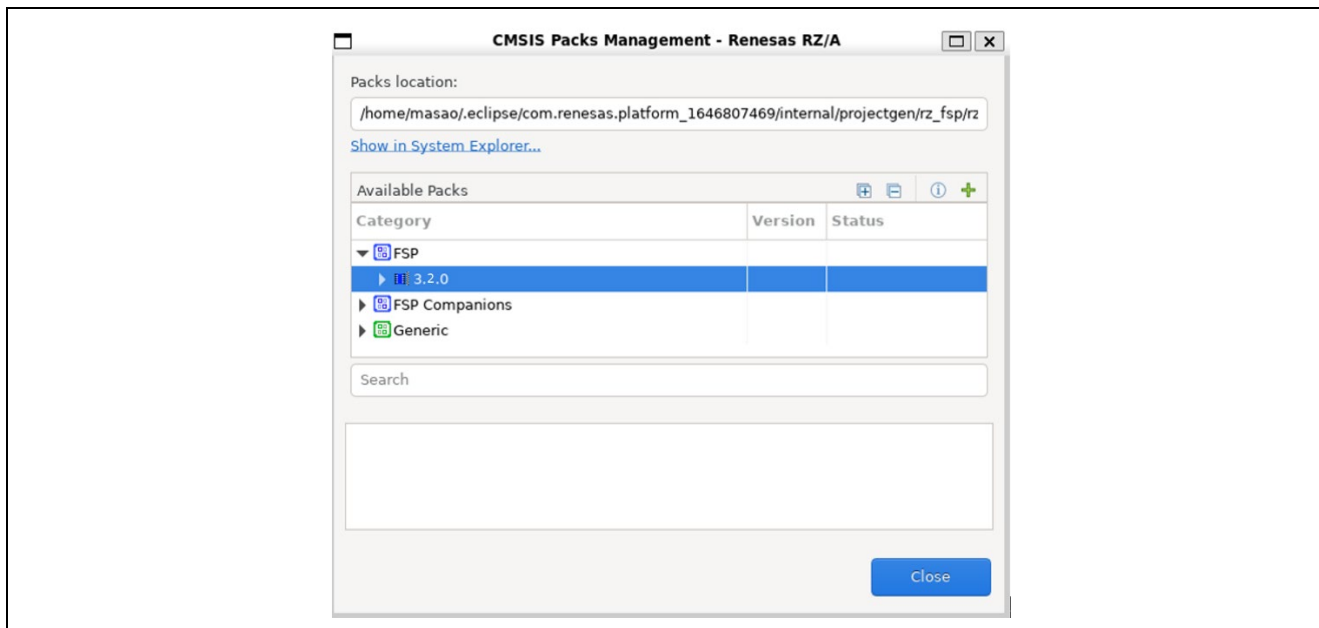 CMSIS Packs Management - Renesas RZ/A
Packs location:
/home/masao/.eclipse/com.renesas.platform_1646807469/internal/projectgen/rz_fsp/rz
Show in System Explorer...
Available Packs
Category Version Status
FSP
3.2.0
FSP Companions
Generic
Search
Close